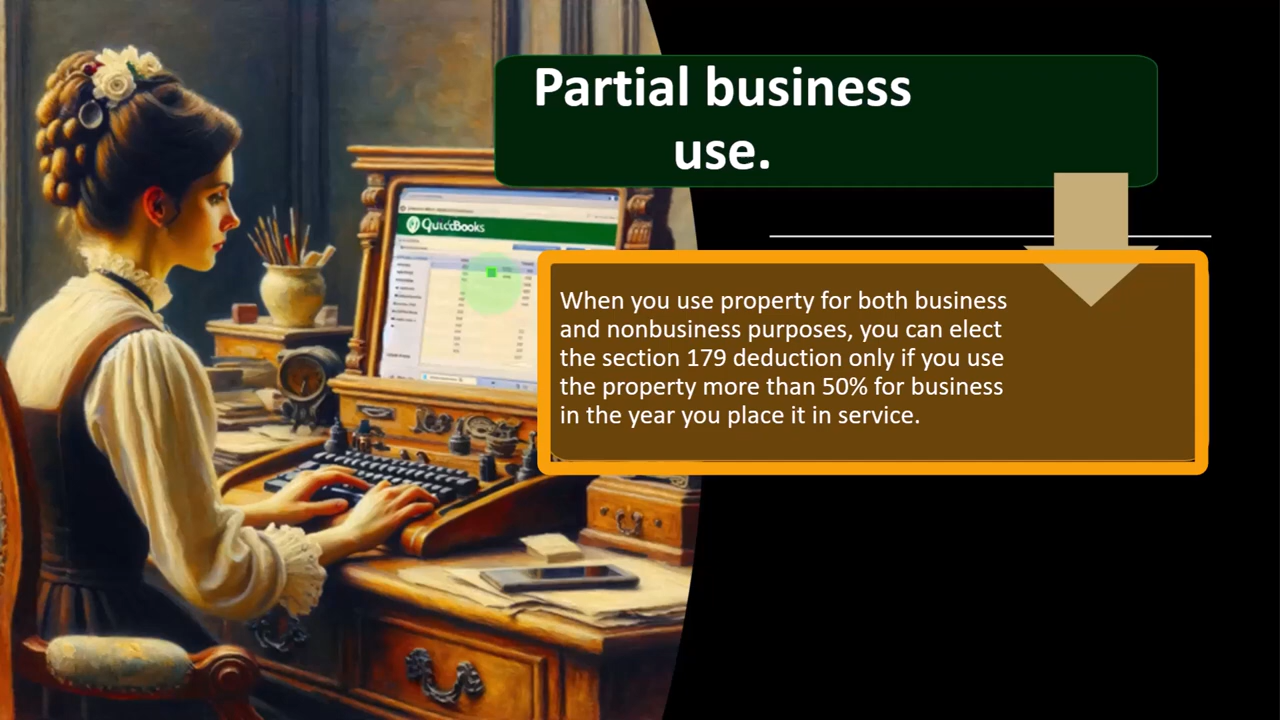 Partial business
use.
QuickBooks
When you use property for both business
and nonbusiness purposes, you can elect
the section 179 deduction only if you use
the property more than 50% for business
in the year you place it in service.